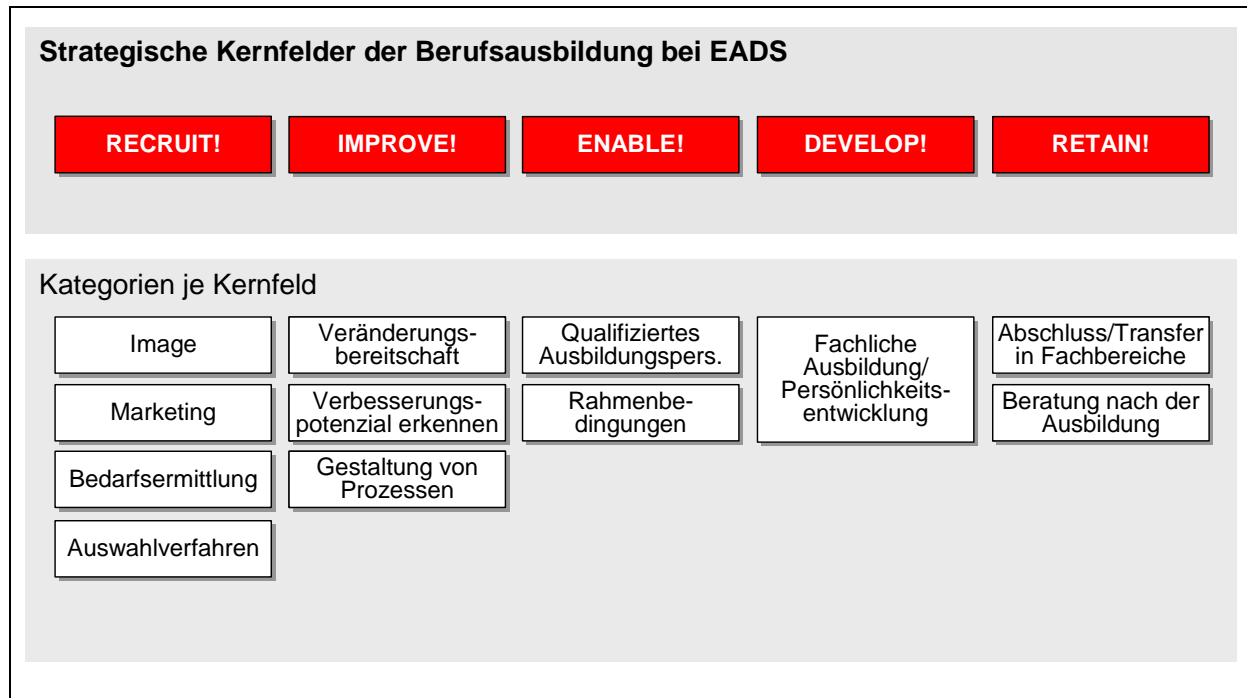 Strategische Kernfelder der Berufsausbildung bei EADS
RECRUIT!
IMPROVE!
ENABLE!
DEVELOP!
RETAIN!
Kategorien je Kernfeld
Image
Marketing
Bedarfsermittlung
Auswahlverfahren
Veränderungs-
bereitschaft
Verbesserungs-
potenzial erkennen
Gestaltung von
Prozessen
Qualifiziertes
Ausbildungspers.
Rahmenbe-
dingungen
Fachliche
Ausbildung/
Persönlichkeits-
entwicklung
Abschluss/Transfer
in Fachbereiche
Beratung nach der
Ausbildung